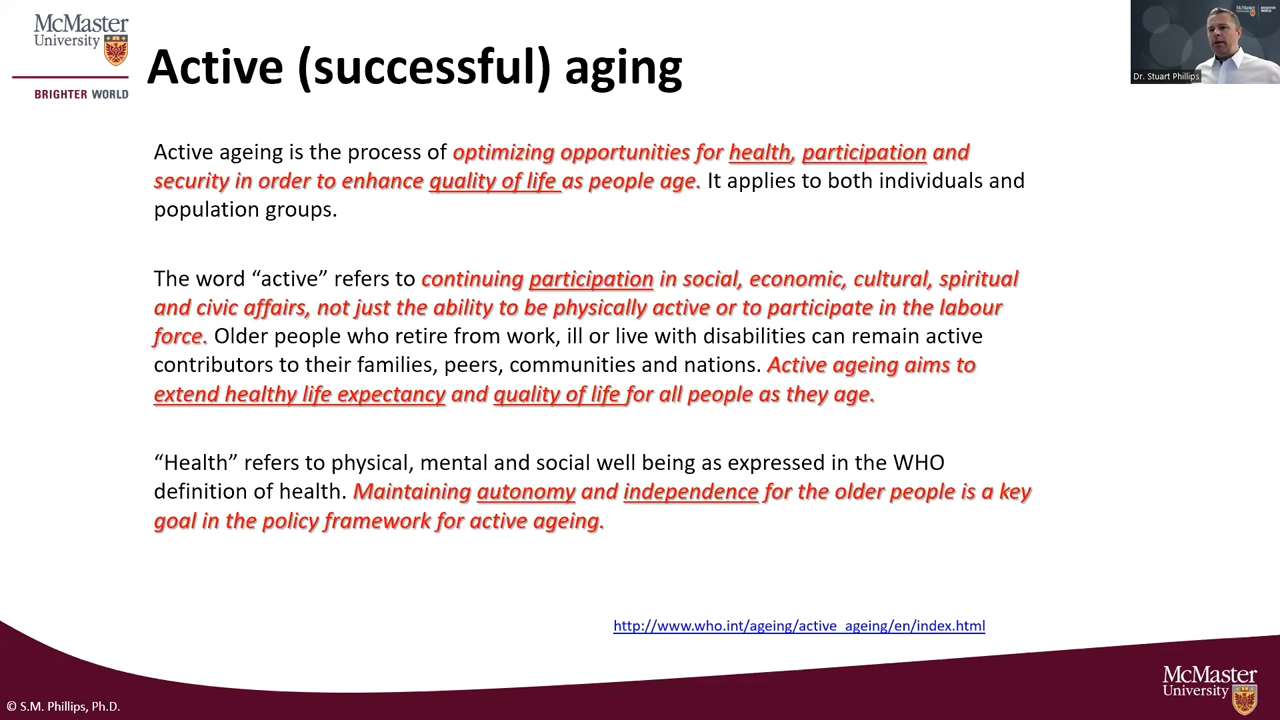 McMaster
University
BRIGHTER WORLD
Active (successful) aging
McMaster University
BRIGHTER WORLD
Dr. Stuart Phillips
Active ageing is the process of optimizing opportunities for health, participation and
security in order to enhance quality of life as people age. It applies to both individuals and
population groups.
The word “active” refers to continuing participation in social, economic, cultural, spiritual
and civic affairs, not just the ability to be physically active or to participate in the labour
force. Older people who retire from work, ill or live with disabilities can remain active
contributors to their families, peers, communities and nations. Active ageing aims to
extend healthy life expectancy and quality of life for all people as they age.
“Health” refers to physical, mental and social well being as expressed in the WHO
definition of health. Maintaining autonomy and independence for the older people is a key
goal in the policy framework for active ageing.
http://www.who.int/ageing/active_ageing/en/index.html
McMaster
University
© S.M. Phillips, Ph.D.